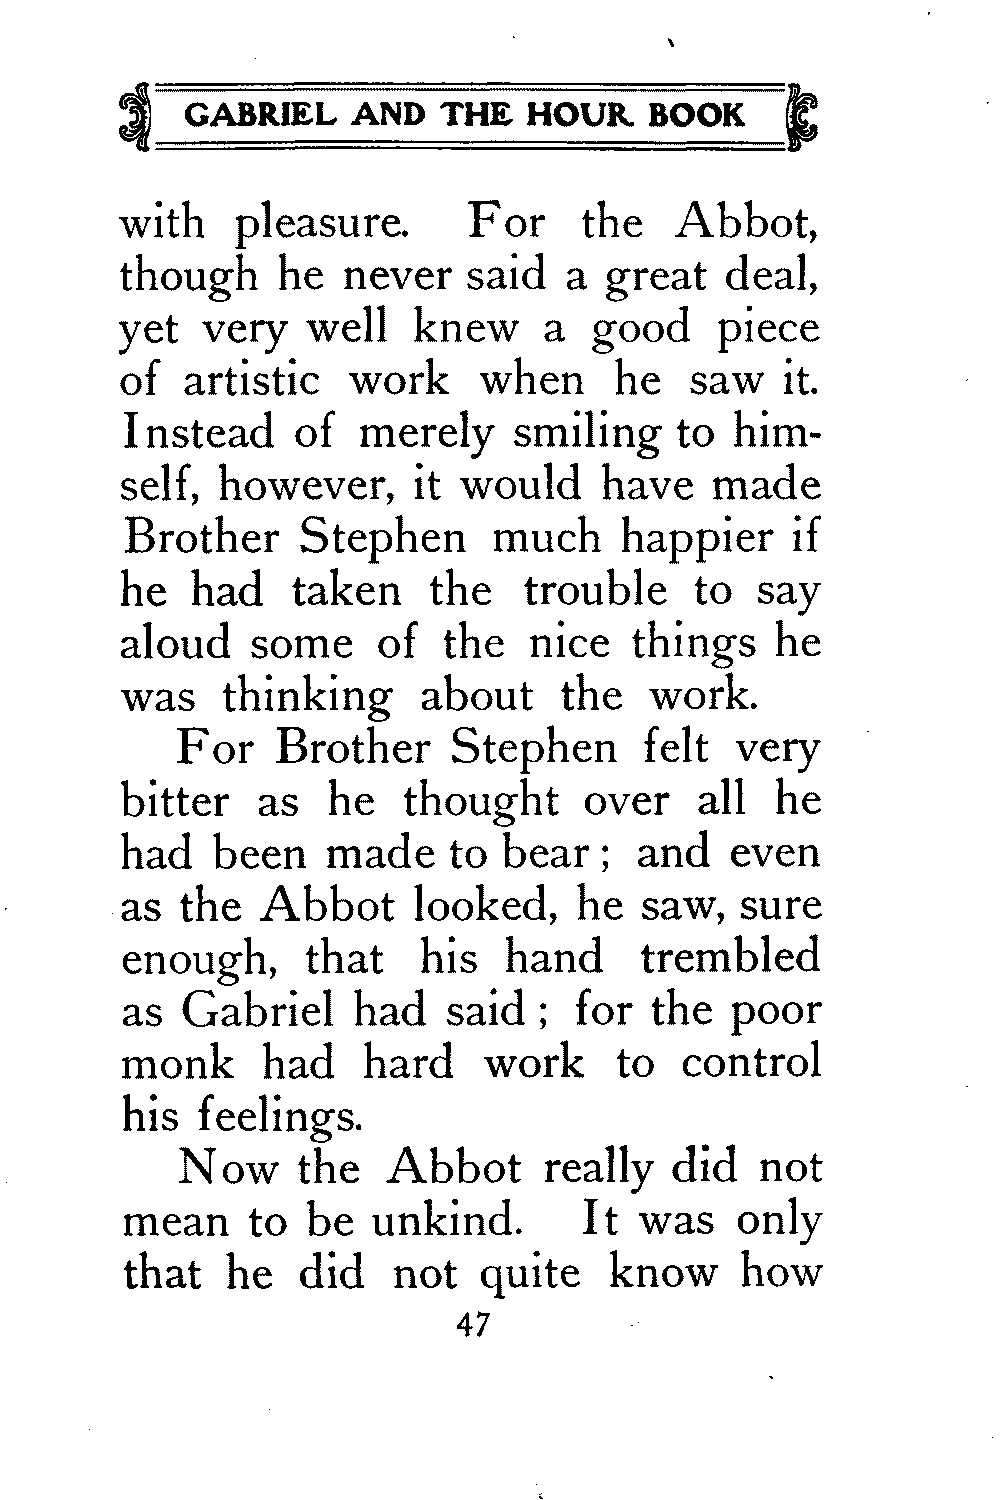 GABRIEL AND THE HOUR BOOK
with pleasure. For the Abbot,
though he never said a great deal,
yet very well knew a good piece
of artistic work when he saw it.
Instead of merely smiling to him-
self, however, it would have made
Brother Stephen much happier if
he had taken the trouble to say
aloud some of the nice things he
was thinking about the work.
For Brother Stephen felt very
bitter as he thought over all he
had been made to bear; and even
as the Abbot looked, he saw, sure
enough, that his hand trembled
as Gabriel had said; for the poor
monk had hard work to control
his feelings.
Now the Abbot really did not
mean to be unkind. It was only
that he did not quite know how
47